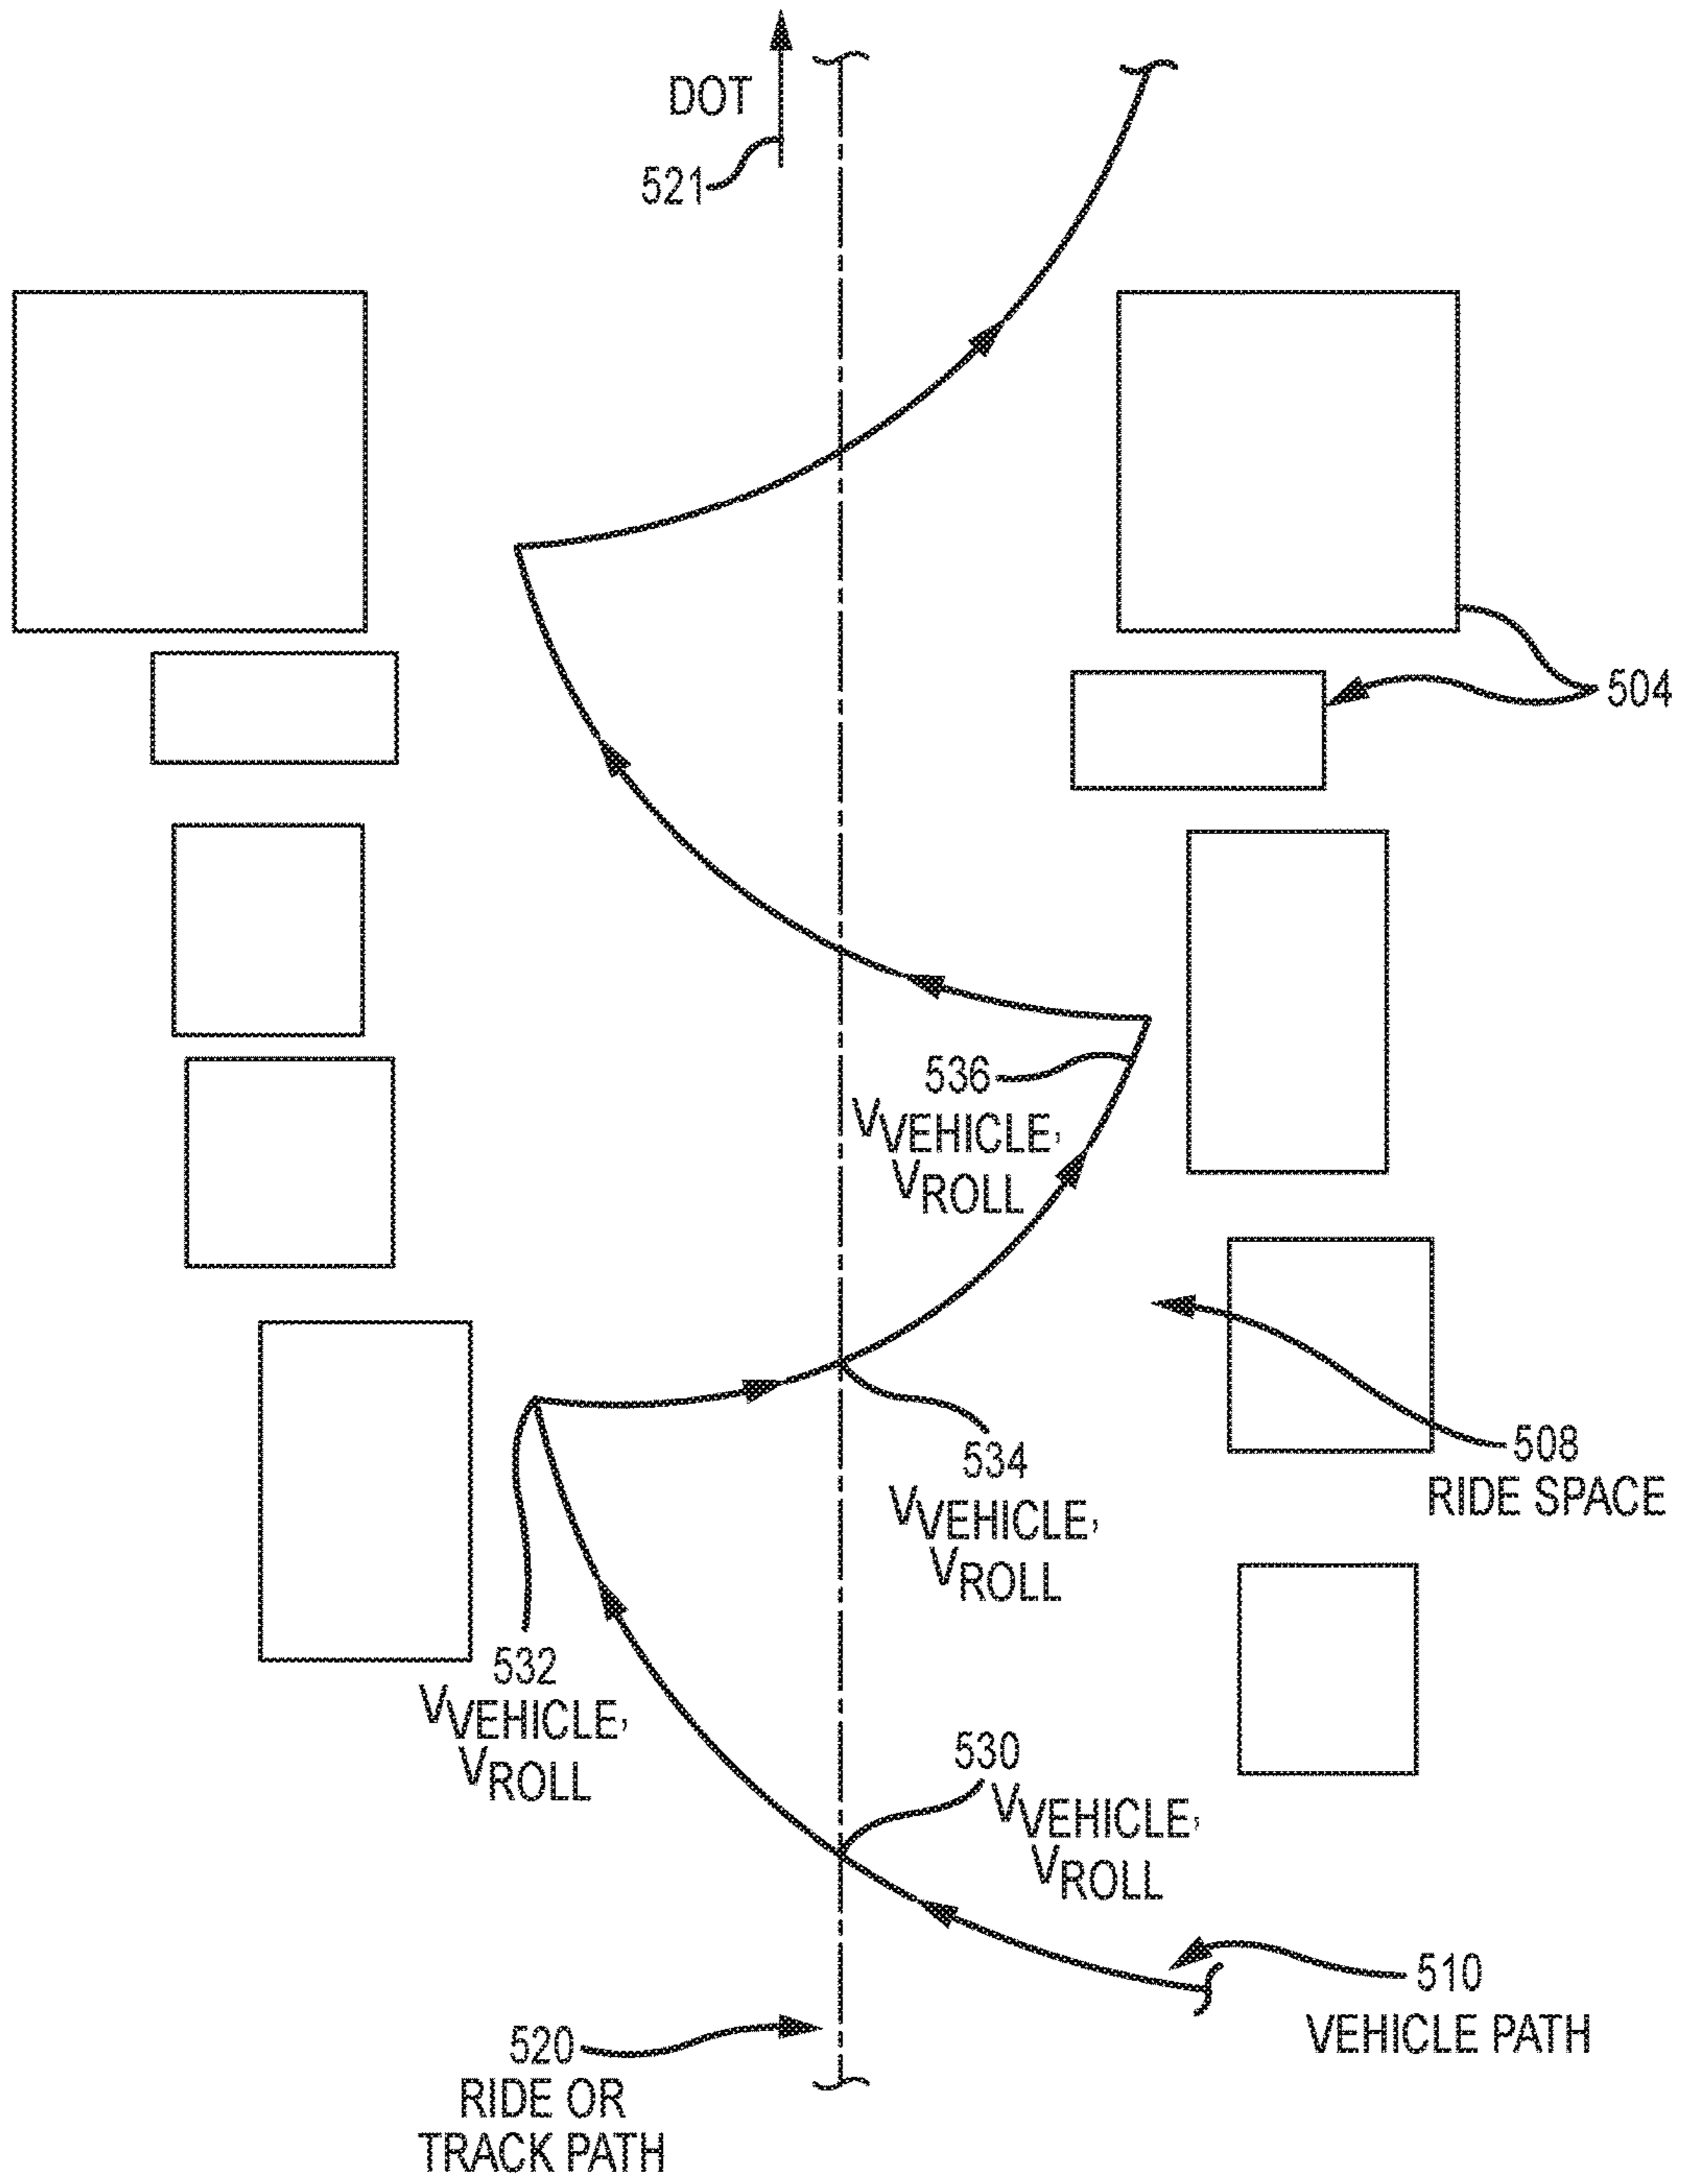 DOT
521
504
536
VVEHICLE,
VROLL
534
VVEHICLE,
VROLL
508
RIDE SPACE
532
VVEHICLE,
VROLL
530
VVEHICLE,
VROLL
510
VEHICLE PATH
520
RIDE OR
TRACK PATH